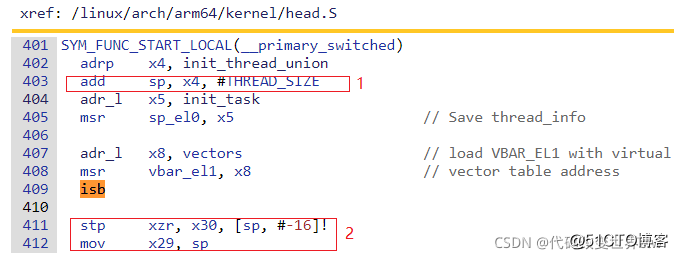 xref: /linux/arch/arm64/kernel/head.S
401 SYM_FUNC_START_LOCAL(__primary_switched)
402 adrp x4, init_thread_union
403 add sp, x4, #THREAD_SIZE 1
404 adr_l x5, init_task
405 msr sp_el0, x5 // Save thread_info
406
407 adr_l x8, vectors // load VBAR_EL1 with virtual
408 msr vbar_el1, x8 // vector table address
409 isb
410
411 stp xzr, x30, [sp, #-16]! 2
412 mov x29, sp
CSDN @代码
@51CTO博客